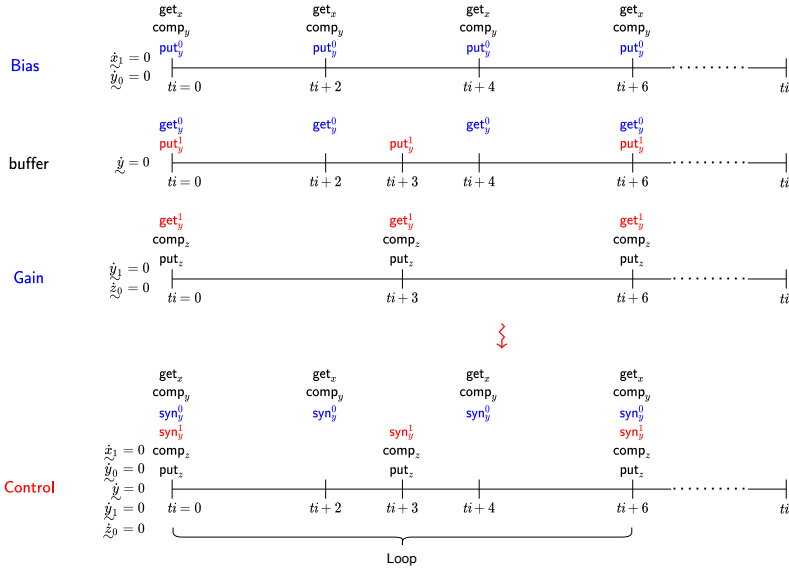 get_x get_x get_x get_x
comp_y comp_y comp_y comp_y
put_y^0 put_y^0 put_y^0 put_y^0
Bias
ẋ_1 = 0
ẏ_0 = 0
ti = 0 ti + 2 ti + 4 ti + 6 ti
get_y^0 get_y^0 get_y^0 get_y^0
put_y^1 put_y^1 put_y^1
buffer ẏ = 0
ti = 0 ti + 2 ti + 3 ti + 4 ti + 6 ti
get_y^1 get_y^1 get_y^1
comp_z comp_z comp_z
put_z put_z put_z
Gain
ẏ_1 = 0
ż_0 = 0
ti = 0 ti + 3 ti + 6 ti
get_x get_x get_x get_x
comp_y comp_y comp_y comp_y
syn_y^0 syn_y^0 syn_y^0 syn_y^0
syn_y^1 syn_y^1 syn_y^1
ẋ_1 = 0 comp_z comp_z comp_z
ẏ_0 = 0 put_z put_z put_z
Control ẏ = 0
ẏ_1 = 0 ti = 0 ti + 2 ti + 3 ti + 4 ti + 6 ti
ż_0 = 0
Loop